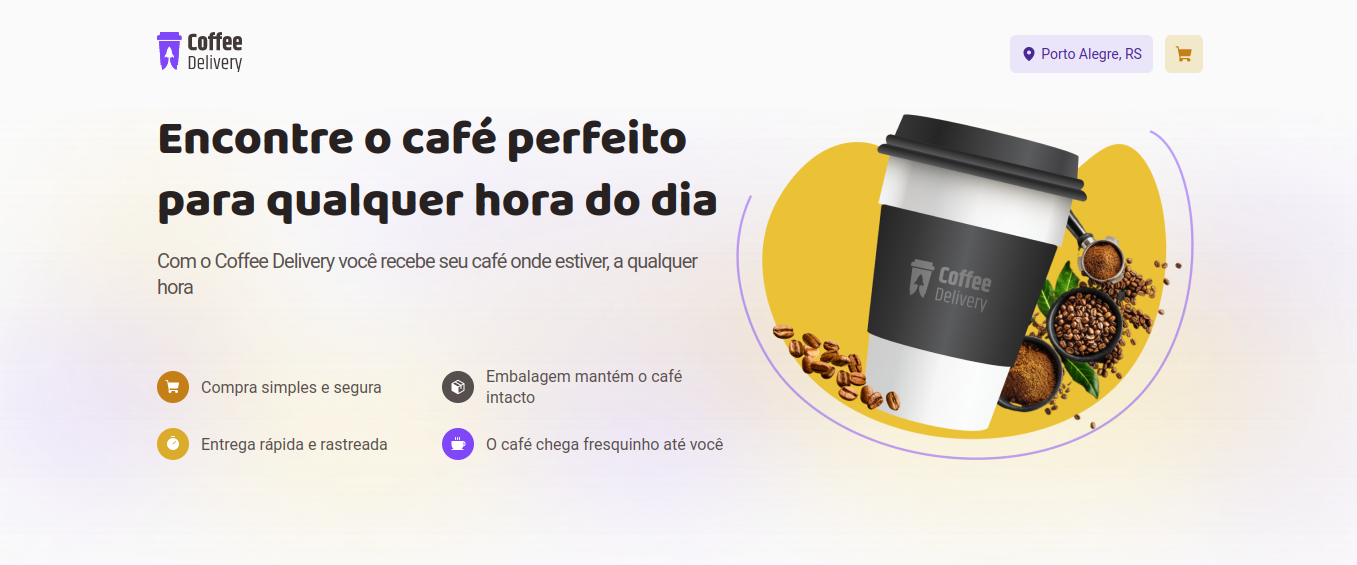 Coffee
Delivery
Porto Alegre, RS
Encontre o café perfeito
para qualquer hora do dia
Com o Coffee Delivery você recebe seu café onde estiver, a qualquer
hora
Compra simples e segura
Embalagem mantém o café
intacto
Entrega rápida e rastreada
O café chega fresquinho até você
Coffee
Delivery